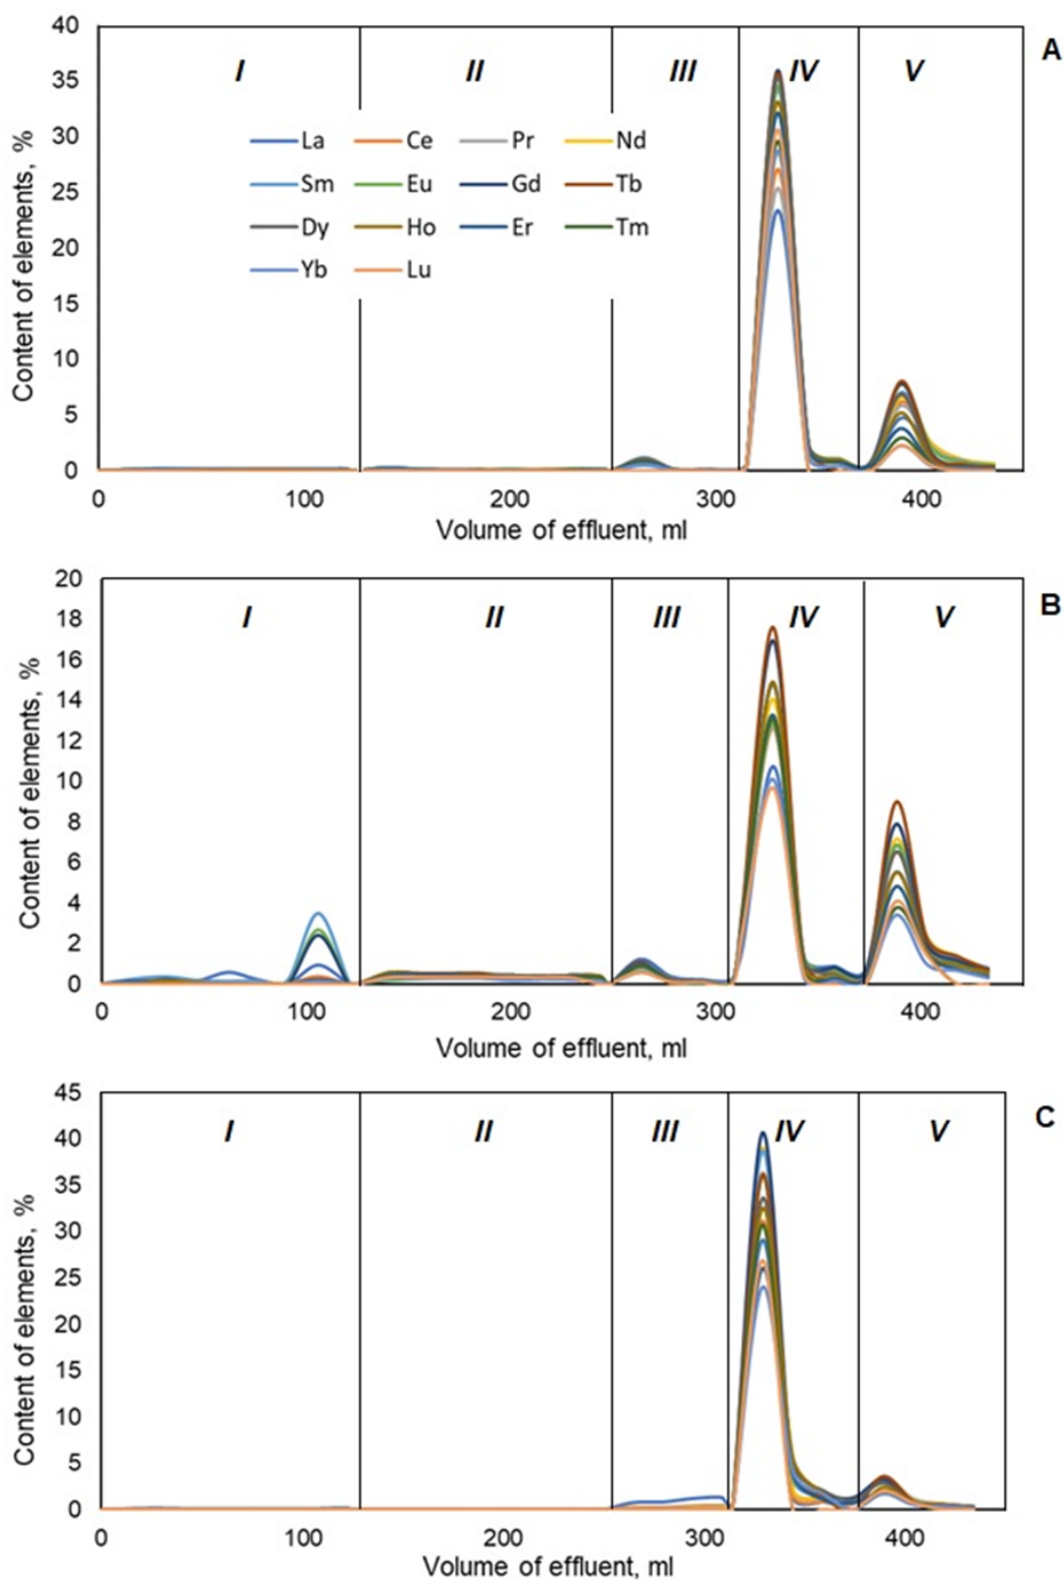 A
Content of elements, %
40
35
30
25
20
15
10
5
0
I II III IV V
La Ce Pr Nd
Sm Eu Gd Tb
Dy Ho Er Tm
Yb Lu
0 100 200 300 400
Volume of effluent, ml
B
Content of elements, %
20
18
16
14
12
10
8
6
4
2
0
I II III IV V
0 100 200 300 400
Volume of effluent, ml
C
Content of elements, %
45
40
35
30
25
20
15
10
5
0
I II III IV V
0 100 200 300 400
Volume of effluent, ml